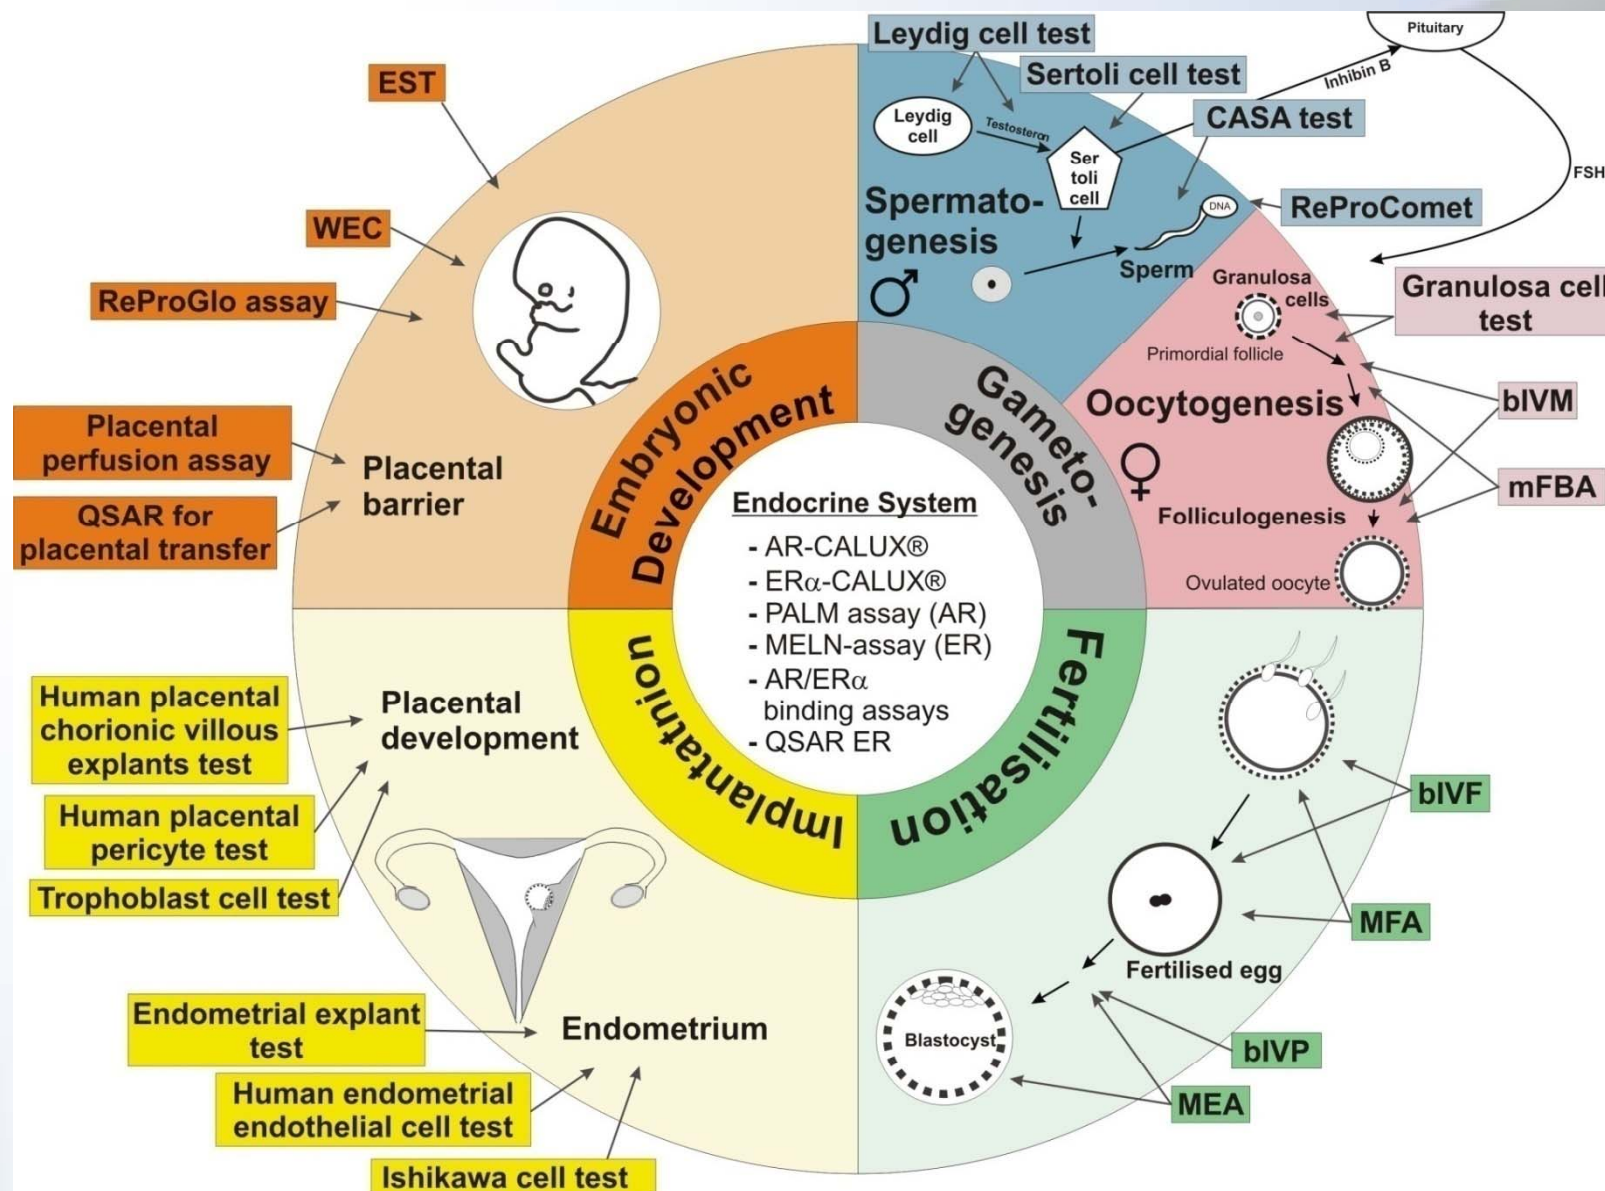 Pituitary
Inhibin B
FSH
Leydig cell test
Sertoli cell test
CASA test
ReProComet
Leydig
cell
Testosteron
Ser
toli
cell
DNA
Spermato-
genesis
♂
Sperm
Granulosa
cells
Primordial follicle
Oocytogenesis
♀
Folliculogenesis
Ovulated oocyte
Granulosa cell
test
bIVM
mFBA
Gameto-
genesis
EST
WEC
ReProGlo assay
Placental
perfusion assay
QSAR for
placental transfer
Placental
barrier
Embryonic
Development
Endocrine System
- AR-CALUX®
- ERα-CALUX®
- PALM assay (AR)
- MELN-assay (ER)
- AR/ERα
binding assays
- QSAR ER
Fertilisation
bIVF
MFA
Fertilised egg
bIVP
MEA
Blastocyst
Implantation
Placental
development
Human placental
chorionic villous
explants test
Human placental
pericyte test
Trophoblast cell test
Endometrial explant
test
Endometrium
Human endometrial
endothelial cell test
Ishikawa cell test